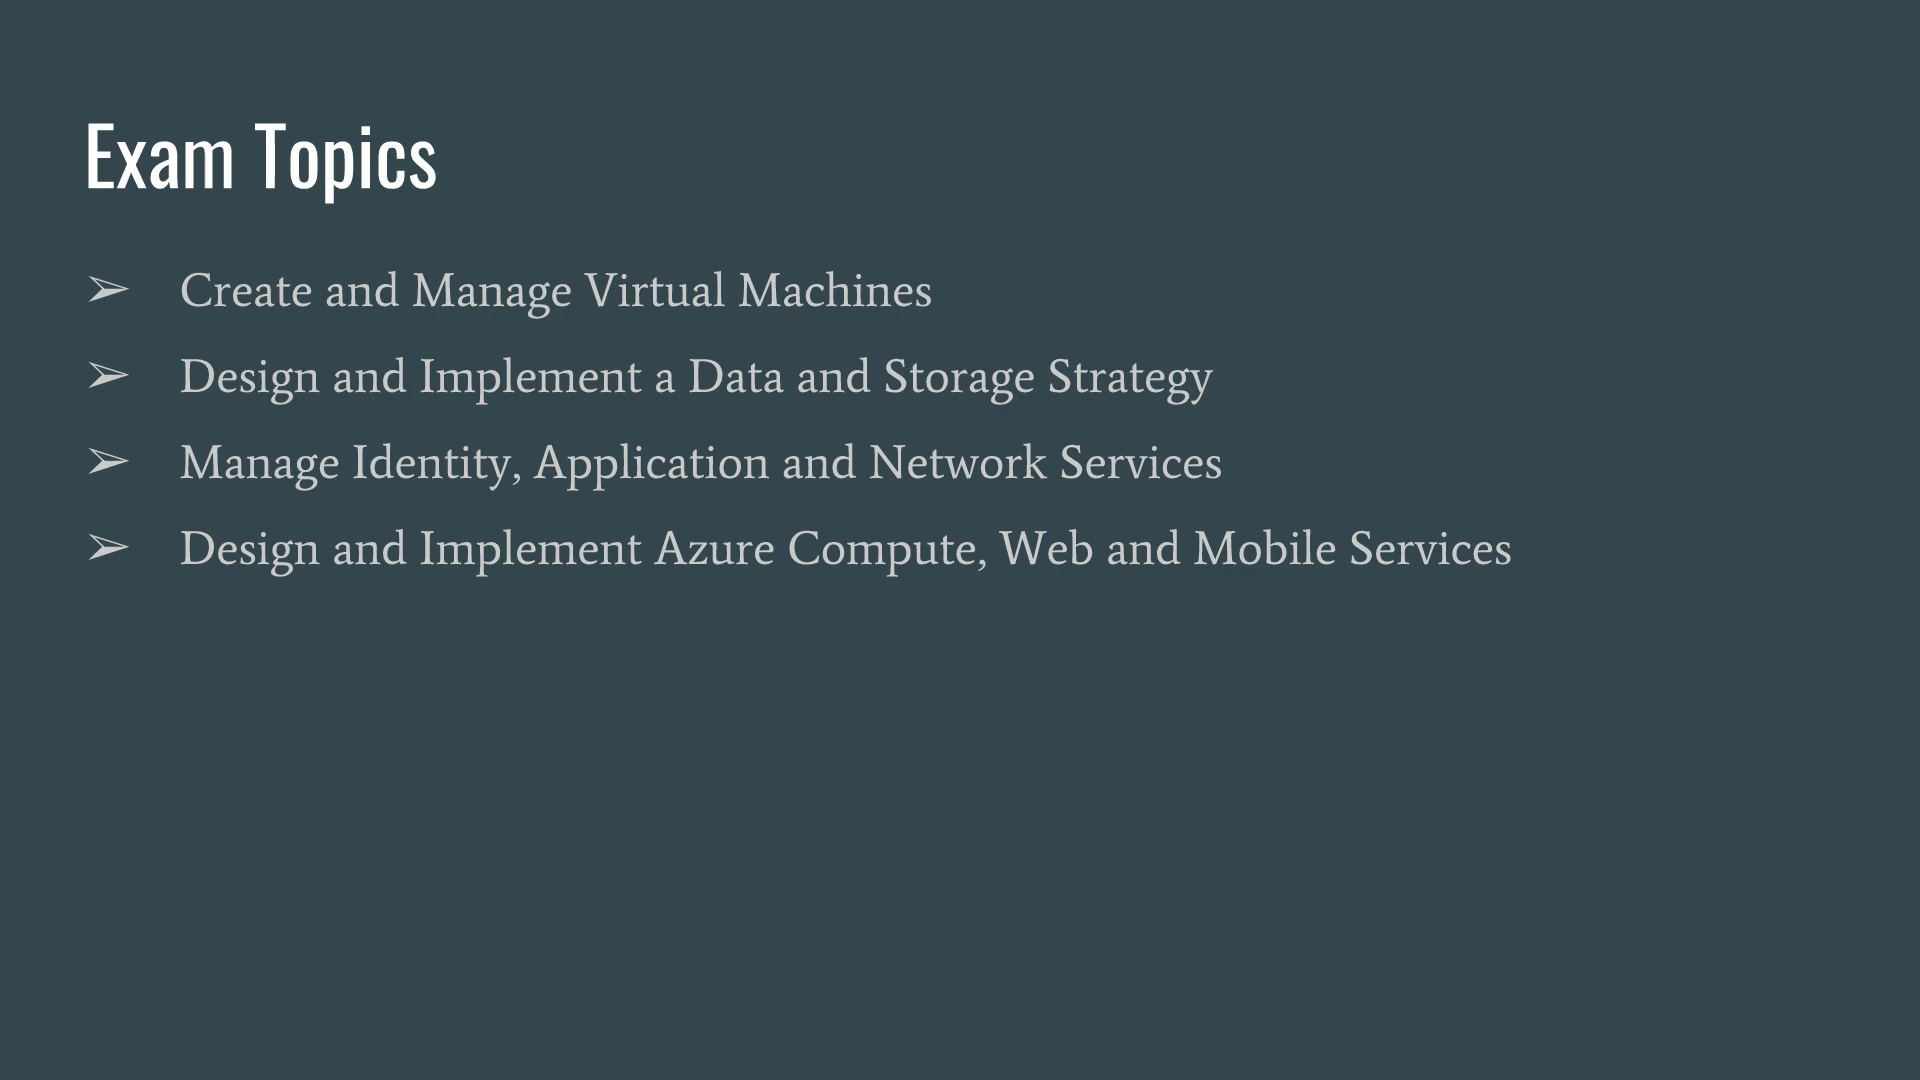 Exam Topics
➢ Create and Manage Virtual Machines
➢ Design and Implement a Data and Storage Strategy
➢ Manage Identity, Application and Network Services
➢ Design and Implement Azure Compute, Web and Mobile Services